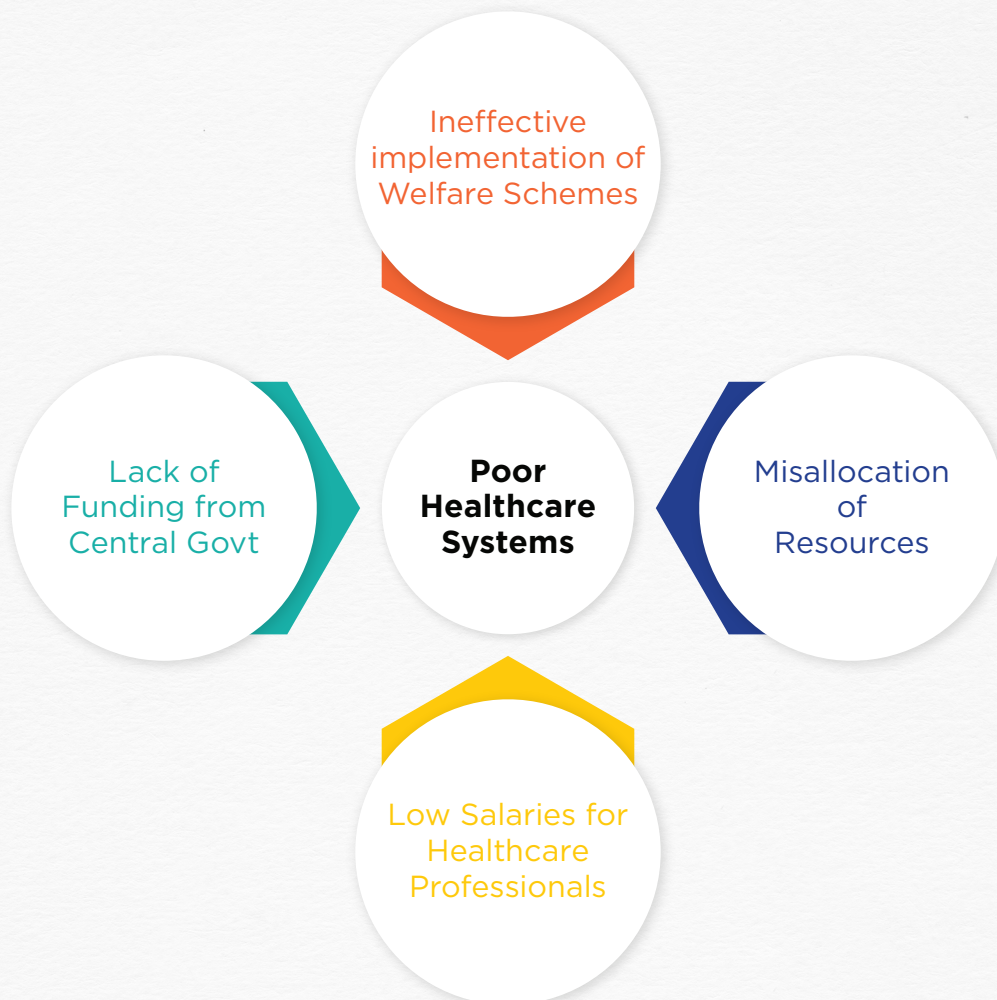 Ineffective
implementation of
Welfare Schemes
Lack of
Funding from
Central Govt
Poor
Healthcare
Systems
Misallocation
of
Resources
Low Salaries for
Healthcare
Professionals